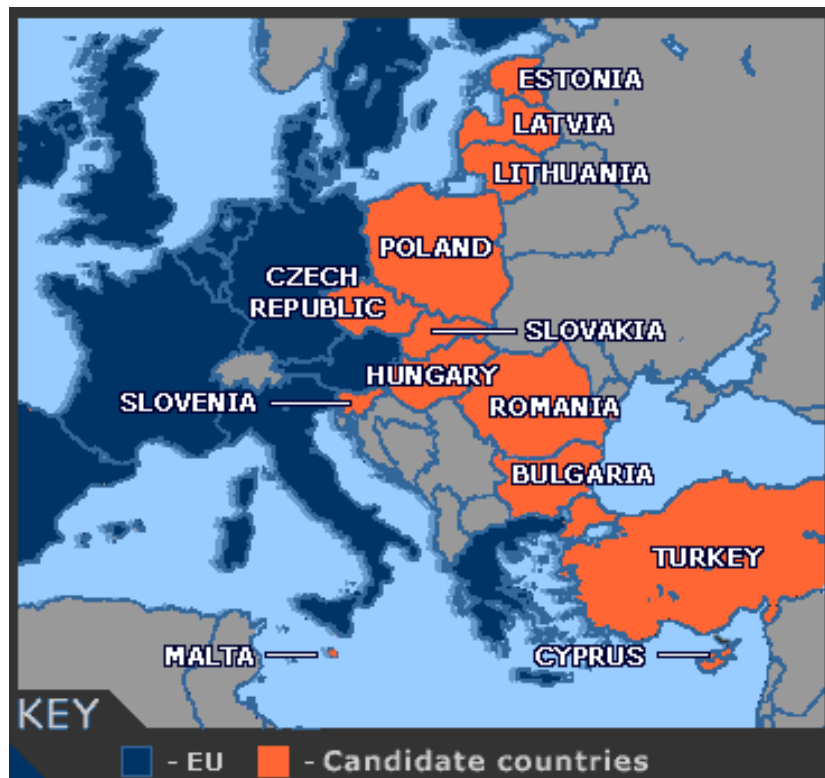 ESTONIA
LATVIA
LITHUANIA
POLAND
CZECH
REPUBLIC
SLOVAKIA
HUNGARY
SLOVENIA
ROMANIA
BULGARIA
TURKEY
MALTA
CYPRUS
KEY
- EU - Candidate countries